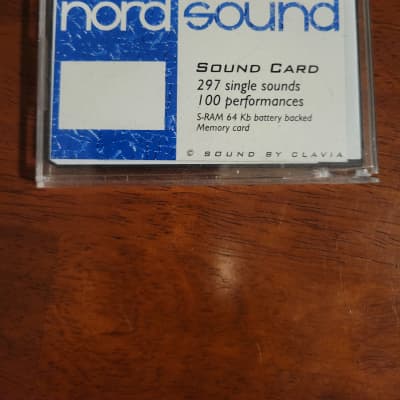 nord sound
SOUND CARD
297 single sounds
100 performances
S-RAM 64 Kb battery backed
Memory card
© SOUND BY CLAVIA